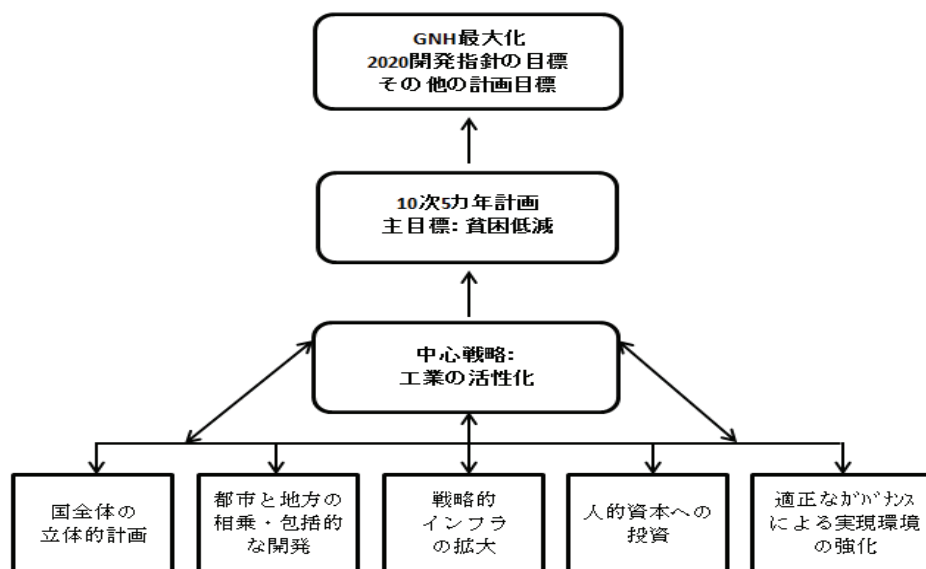 GNH最大化
2020開発指針の目標
その他の計画目標
10次5カ年計画
主目標: 貧困低減
中心戦略:
工業の活性化
国全体の
立体的計画
都市と地方の
相乗・包括的
な開発
戦略的
インフラ
の拡大
人的資本への
投資
適正なｶﾞﾊﾞﾅﾝｽ
による実現環境
の強化